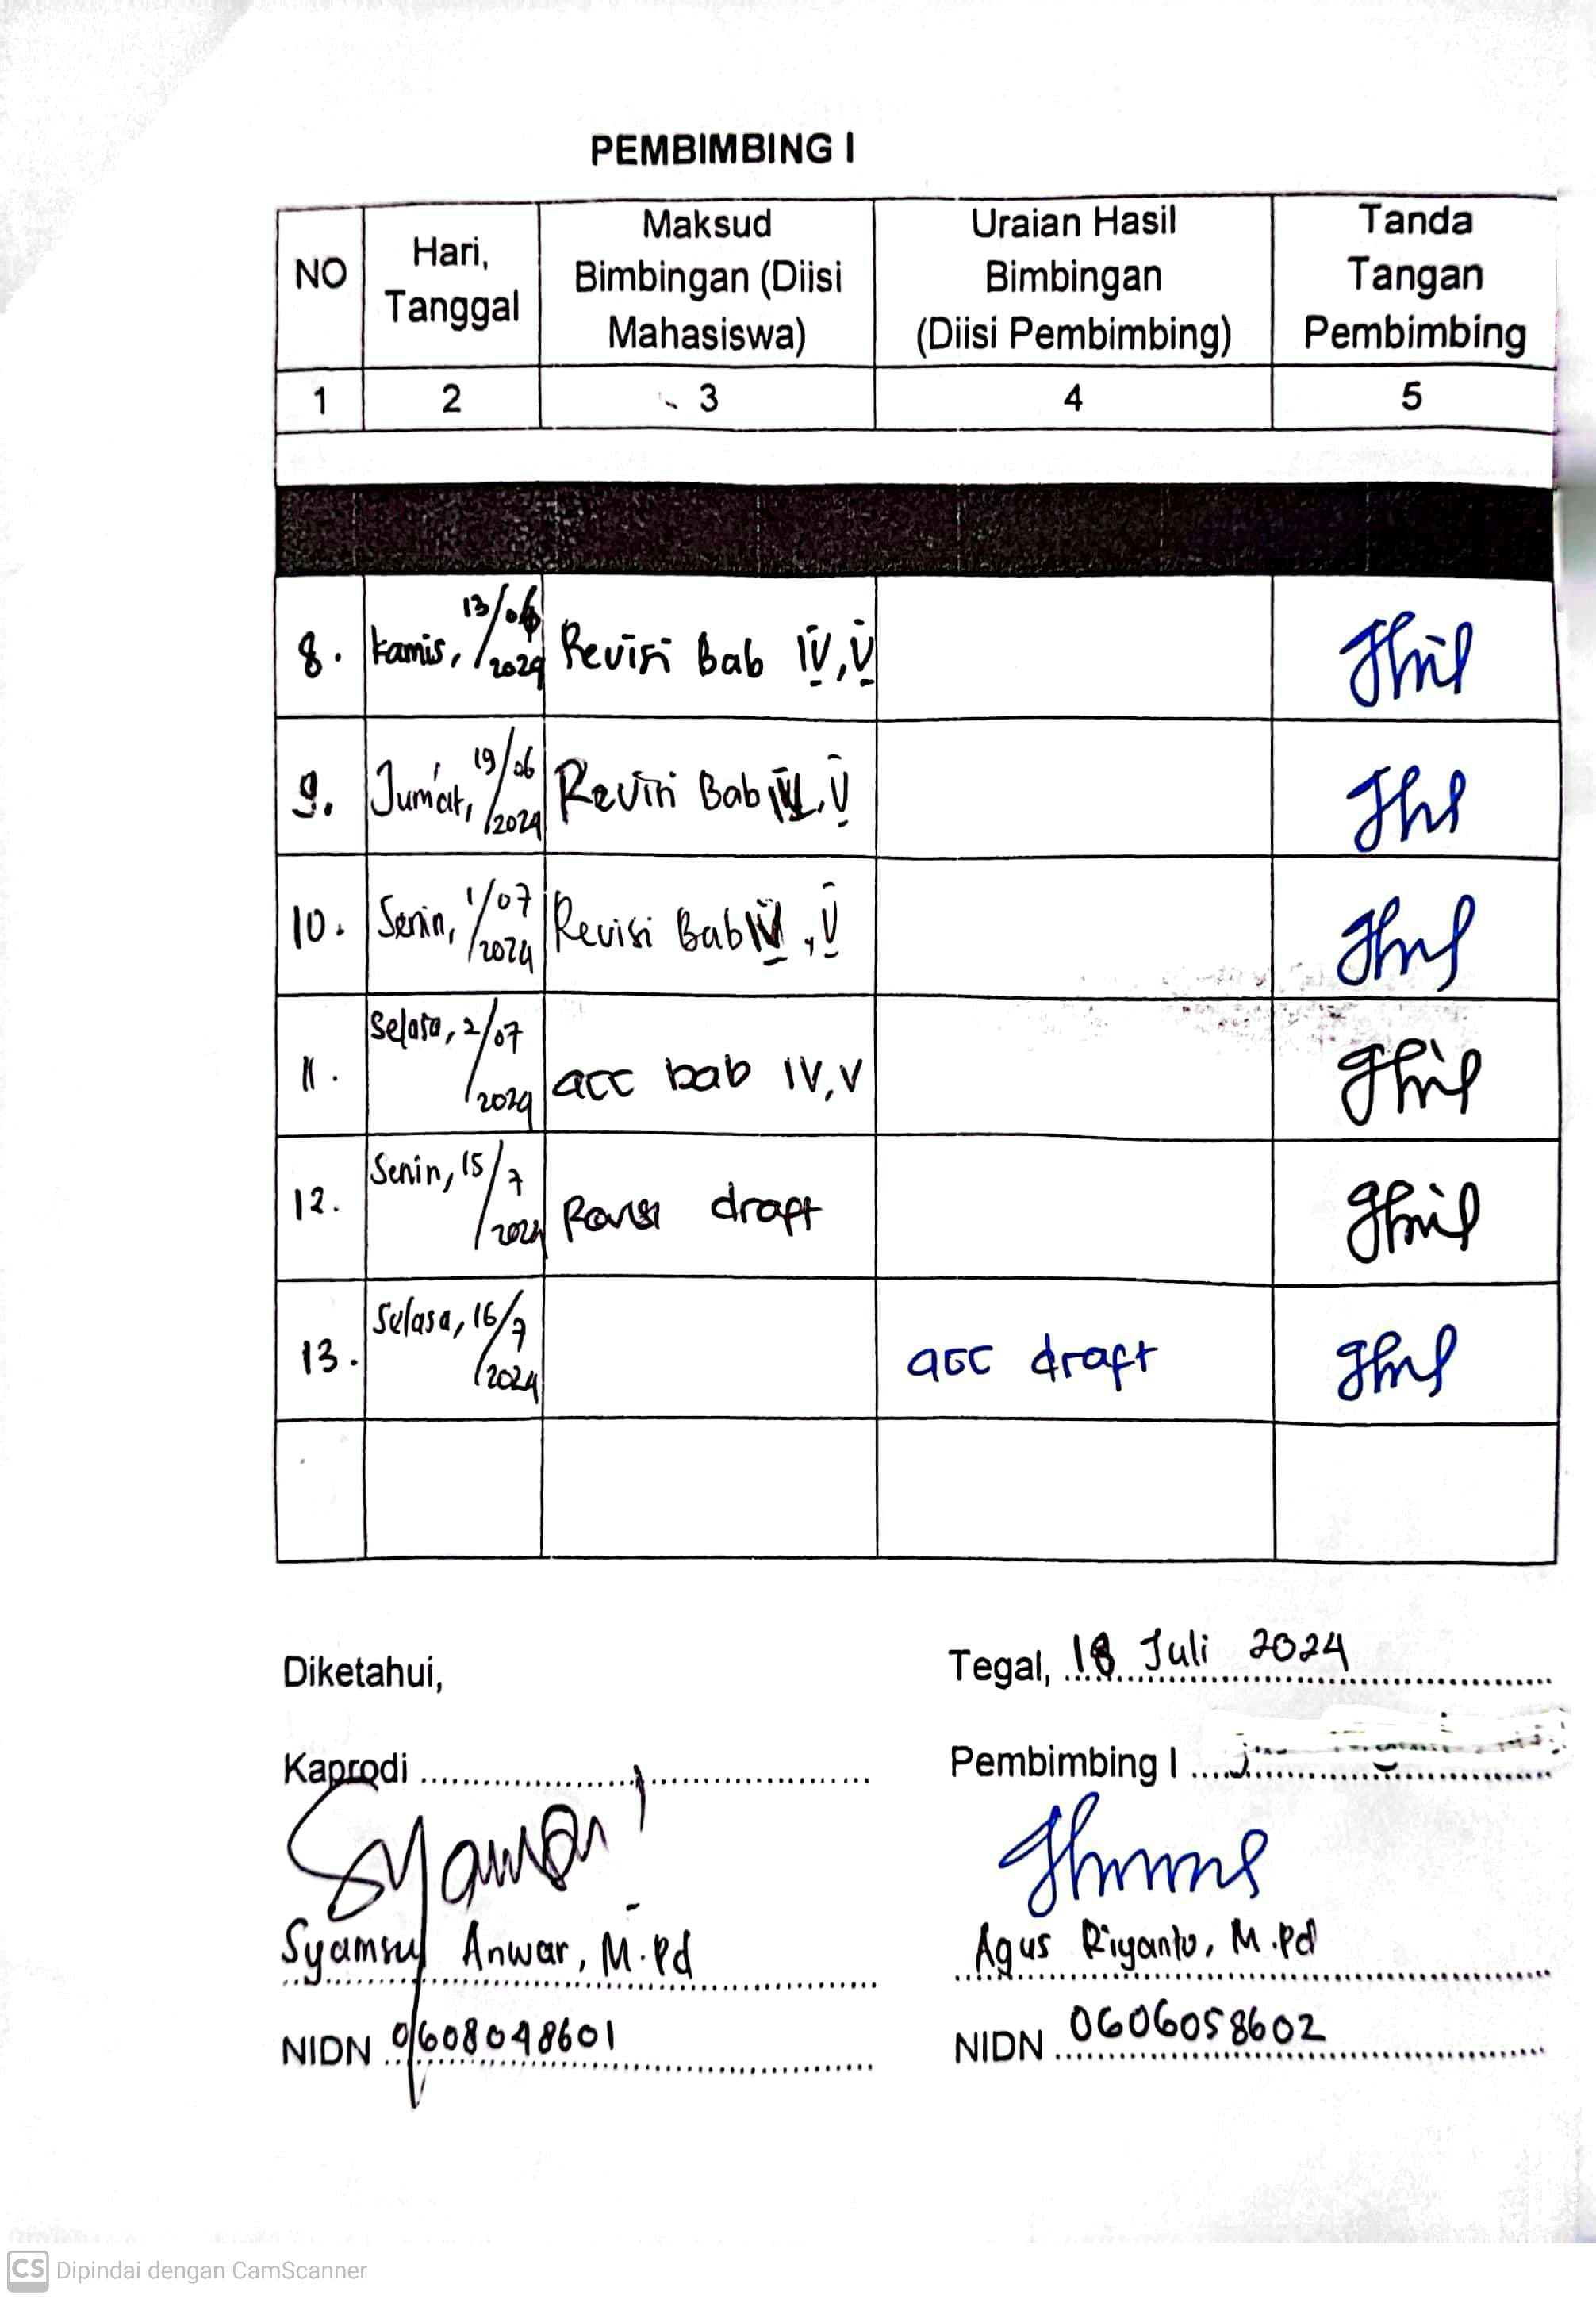 PEMBIMBING I
NO
Hari,
Tanggal
Maksud
Bimbingan (Diisi
Mahasiswa)
Uraian Hasil
Bimbingan
(Diisi Pembimbing)
Tanda
Tangan
Pembimbing
1 2 3 4 5
8. Kamis, 13/06/2024 Revisi Bab IV, V
9. Jum'at, 19/06/2024 Revisi Bab IV, V
10. Senin, 1/07/2024 Revisi Bab IV, V
11. Selasa, 2/07/2024 acc bab IV, V
12. Senin, 15/7/2024 Revisi draft
13. Selasa, 16/7/2024 acc draft
Diketahui,
Tegal, 18 Juli 2024
Kaprodi
Pembimbing I
Syamsul Anwar, M.Pd
Agus Riyanto, M.Pd
NIDN 0608048601
NIDN 0606058602
CS Dipindai dengan CamScanner